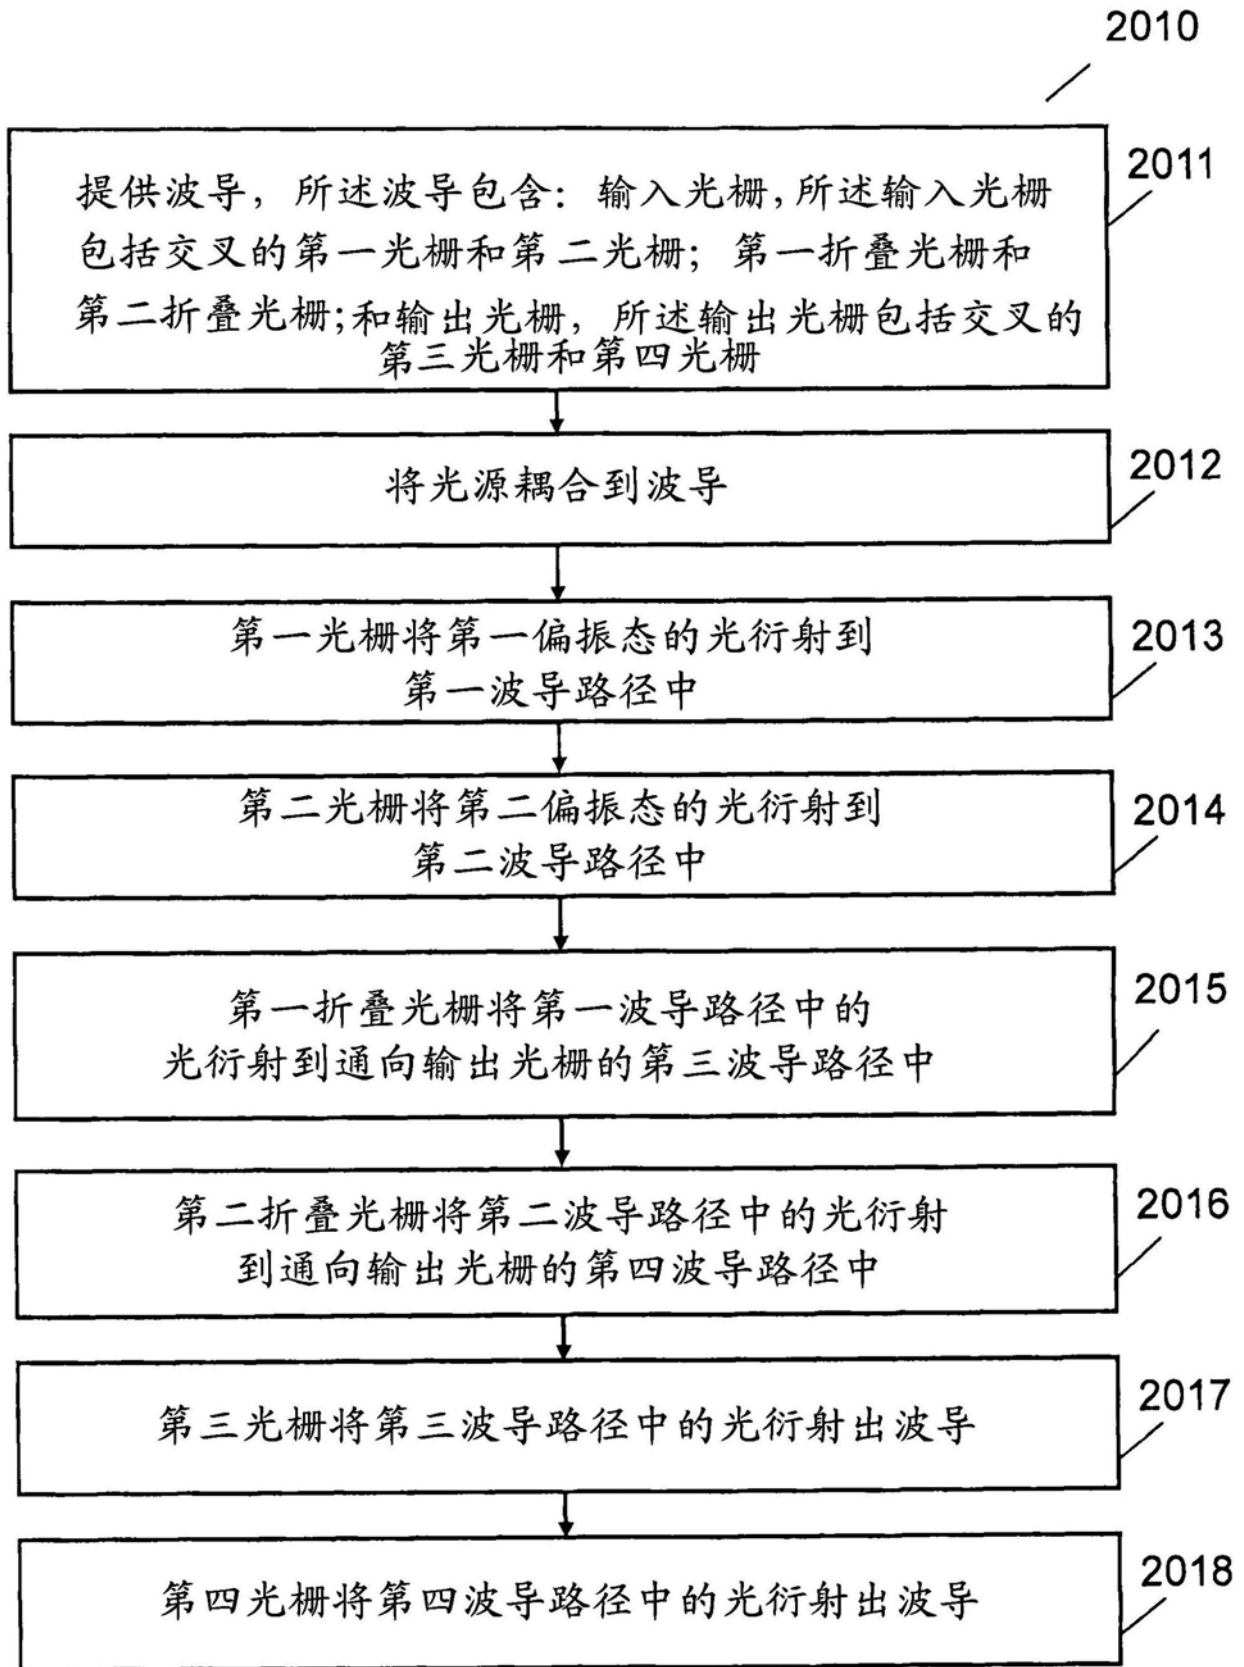 2010
2011
提供波导，所述波导包含：输入光栅，所述输入光栅
包括交叉的第一光栅和第二光栅；第一折叠光栅和
第二折叠光栅；和输出光栅，所述输出光栅包括交叉的
第三光栅和第四光栅
2012
将光源耦合到波导
2013
第一光栅将第一偏振态的光衍射到
第一波导路径中
2014
第二光栅将第二偏振态的光衍射到
第二波导路径中
2015
第一折叠光栅将第一波导路径中的
光衍射到通向输出光栅的第三波导路径中
2016
第二折叠光栅将第二波导路径中的光衍射
到通向输出光栅的第四波导路径中
2017
第三光栅将第三波导路径中的光衍射出波导
2018
第四光栅将第四波导路径中的光衍射出波导